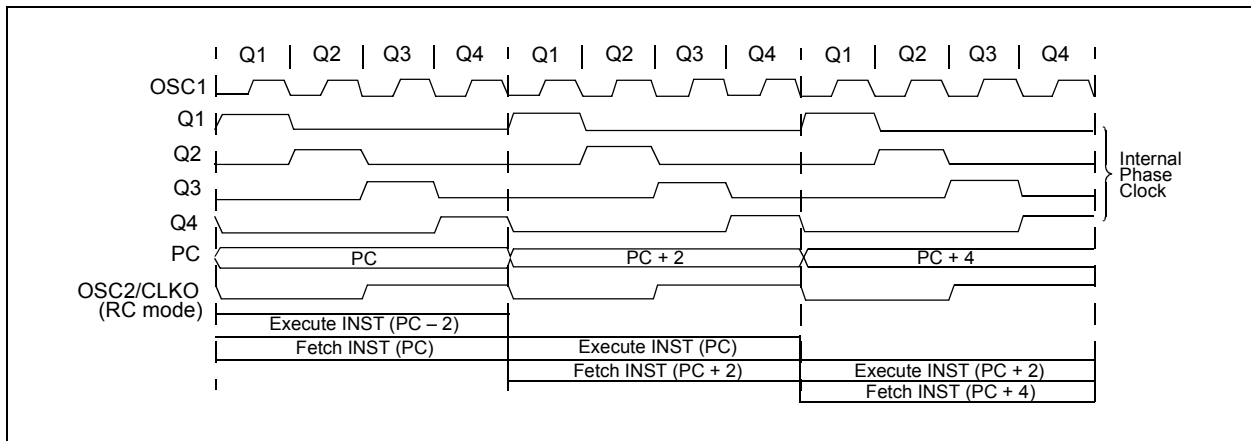 Q1 Q2 Q3 Q4 Q1 Q2 Q3 Q4 Q1 Q2 Q3 Q4
OSC1
Q1
Q2
Q3
Q4
Internal
Phase
Clock
PC PC PC + 2 PC + 4
OSC2/CLKO
(RC mode)
Execute INST (PC – 2)
Fetch INST (PC) Execute INST (PC)
Fetch INST (PC + 2) Execute INST (PC + 2)
Fetch INST (PC + 4)